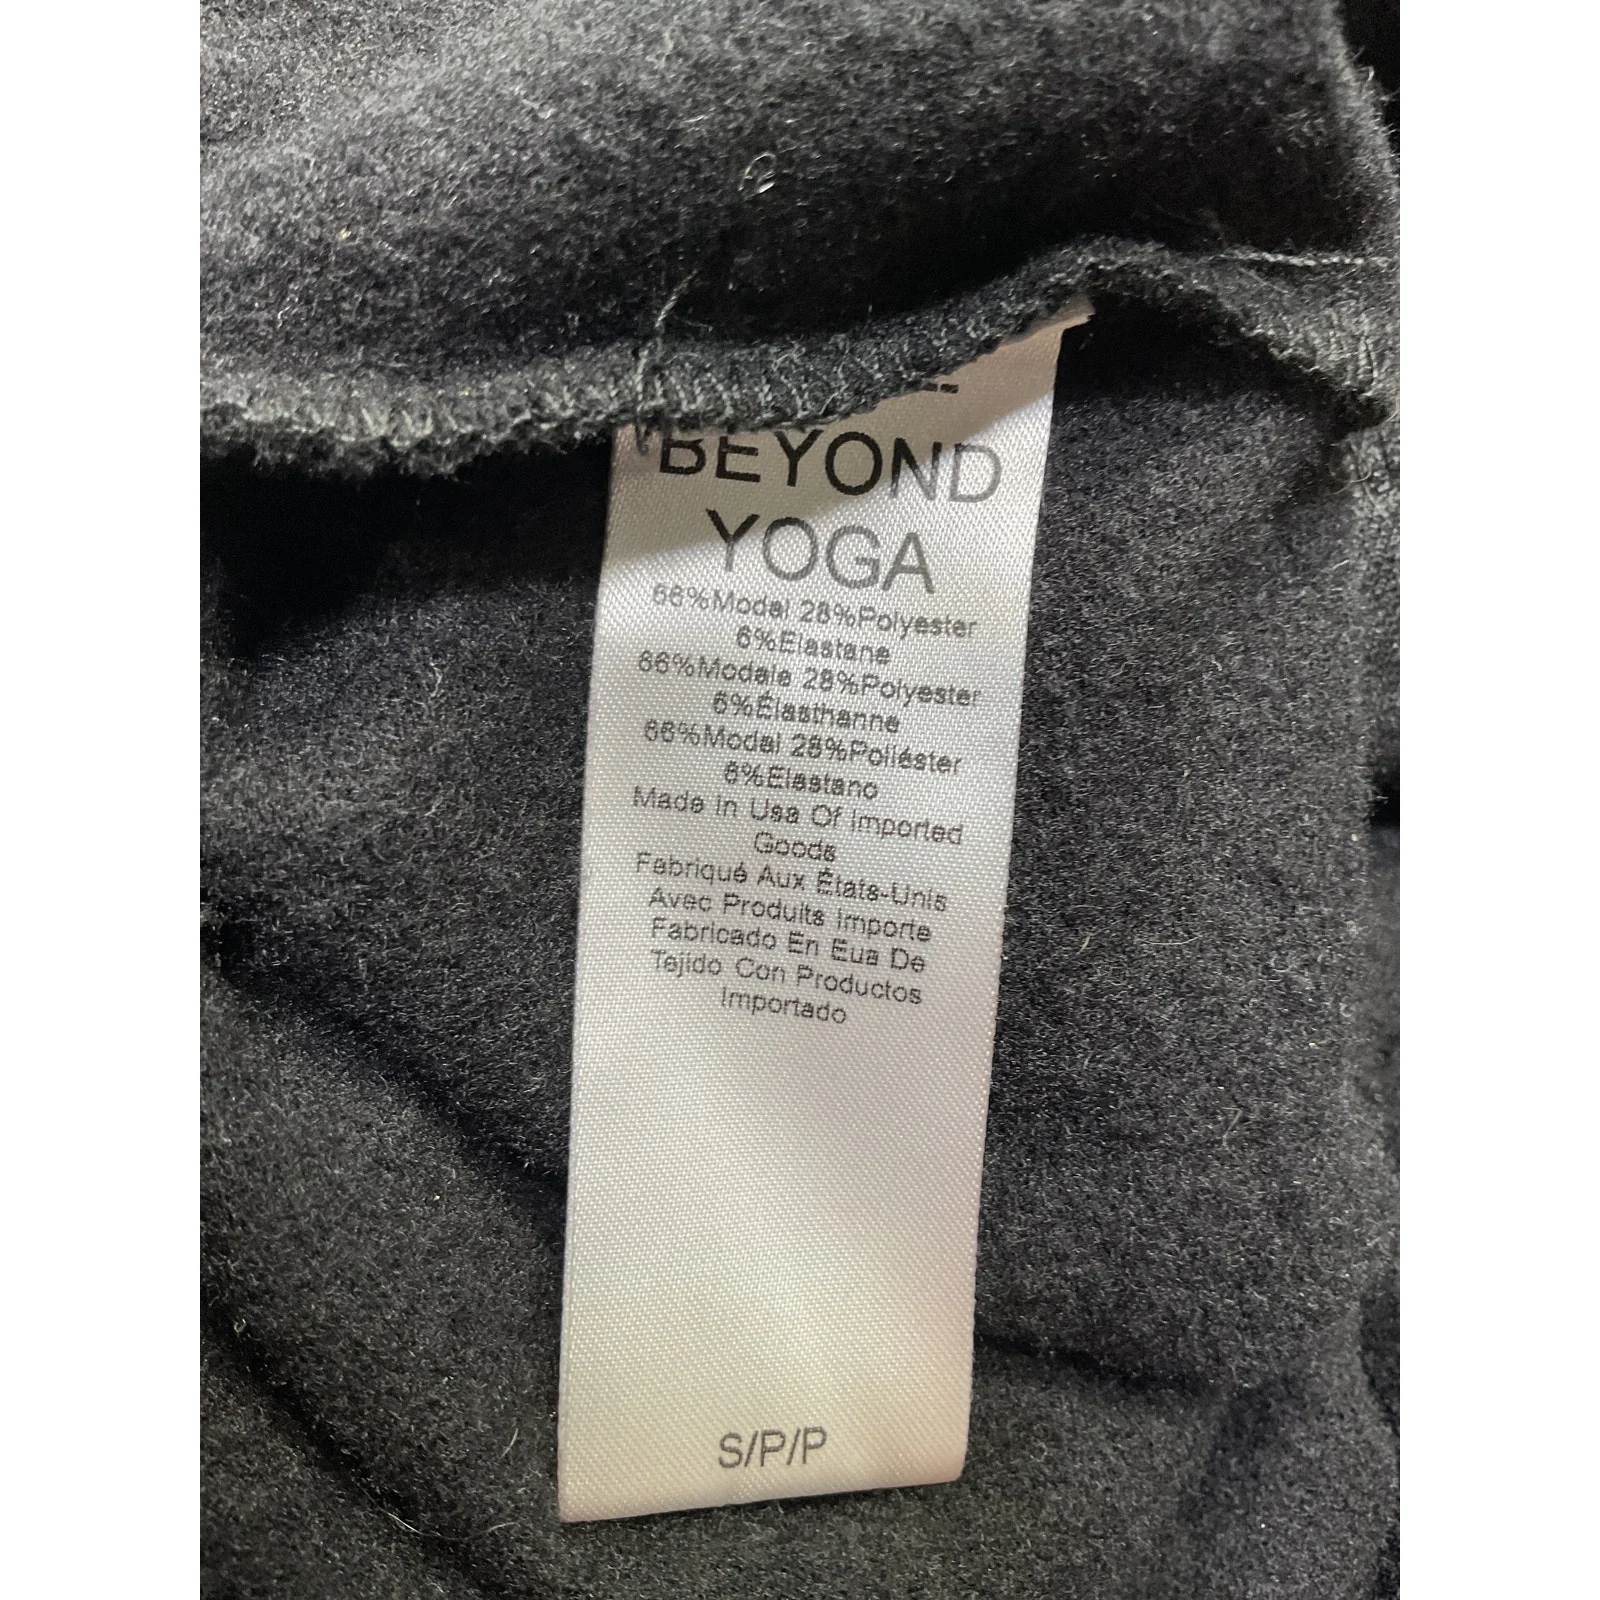 BEYOND
YOGA
66%Modal 28%Polyester
6%Elastane
66%Modale 28%Polyester
6%Élasthanne
66%Modal 28%Poliéster
6%Elastano
Made In Usa Of Imported
Goods
Fabriqué Aux États-Unis
Avec Produits Importe
Fabricado En Eua De
Tejido Con Productos
Importado
S/P/P